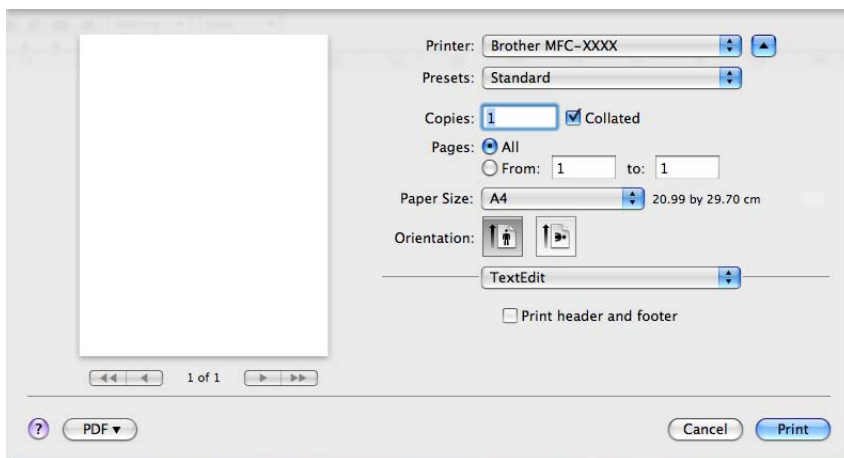 Printer: Brother MFC-XXXX
Presets: Standard
Copies: 1 Collated
Pages: All
From: 1 to: 1
Paper Size: A4 20.99 by 29.70 cm
Orientation:
TextEdit
Print header and footer
1 of 1
? PDF Cancel Print